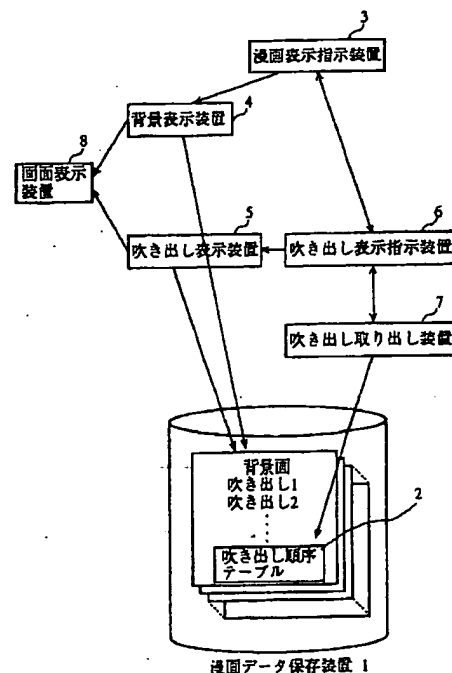 3
漫画表示指示装置
4
背景表示装置
8
画面表示
装置
5
吹き出し表示装置
6
吹き出し表示指示装置
7
吹き出し取り出し装置
背景画
吹き出し1
吹き出し2
2
吹き出し順序
テーブル
漫画データ保存装置 1